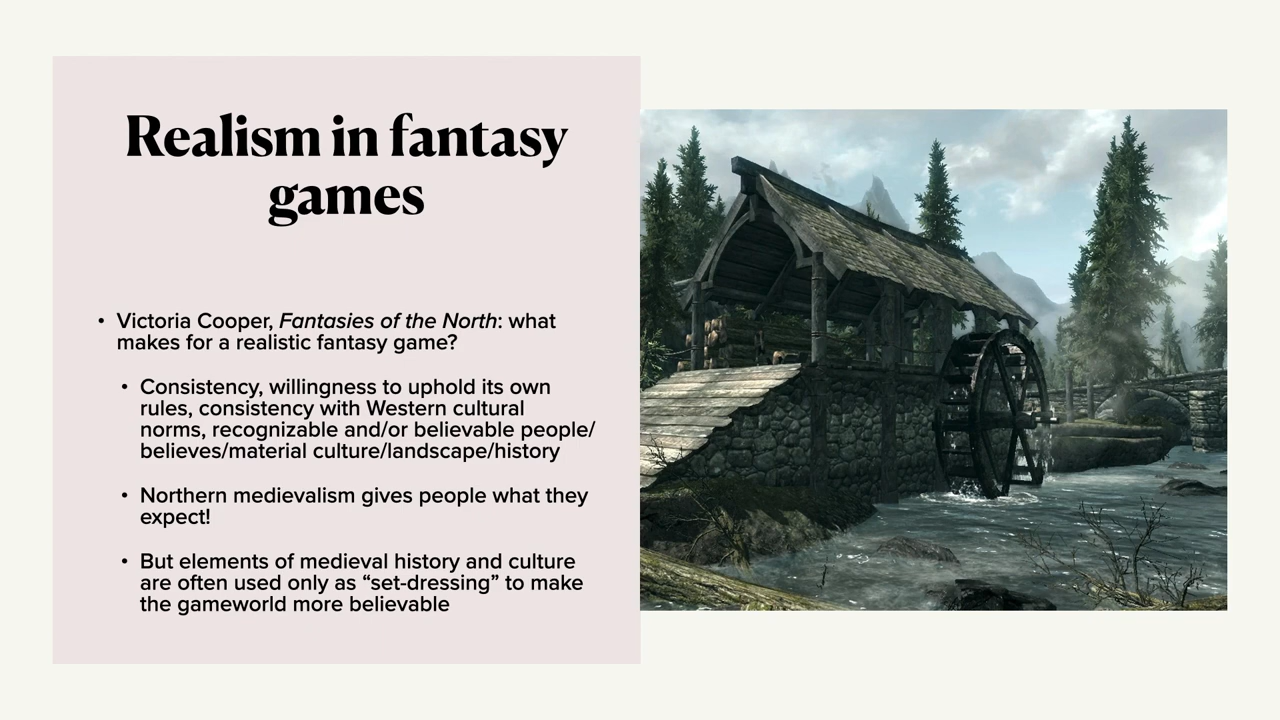 Realism in fantasy
games
• Victoria Cooper, Fantasies of the North: what
makes for a realistic fantasy game?
• Consistency, willingness to uphold its own
rules, consistency with Western cultural
norms, recognizable and/or believable people/
believes/material culture/landscape/history
• Northern medievalism gives people what they
expect!
• But elements of medieval history and culture
are often used only as “set-dressing” to make
the gameworld more believable